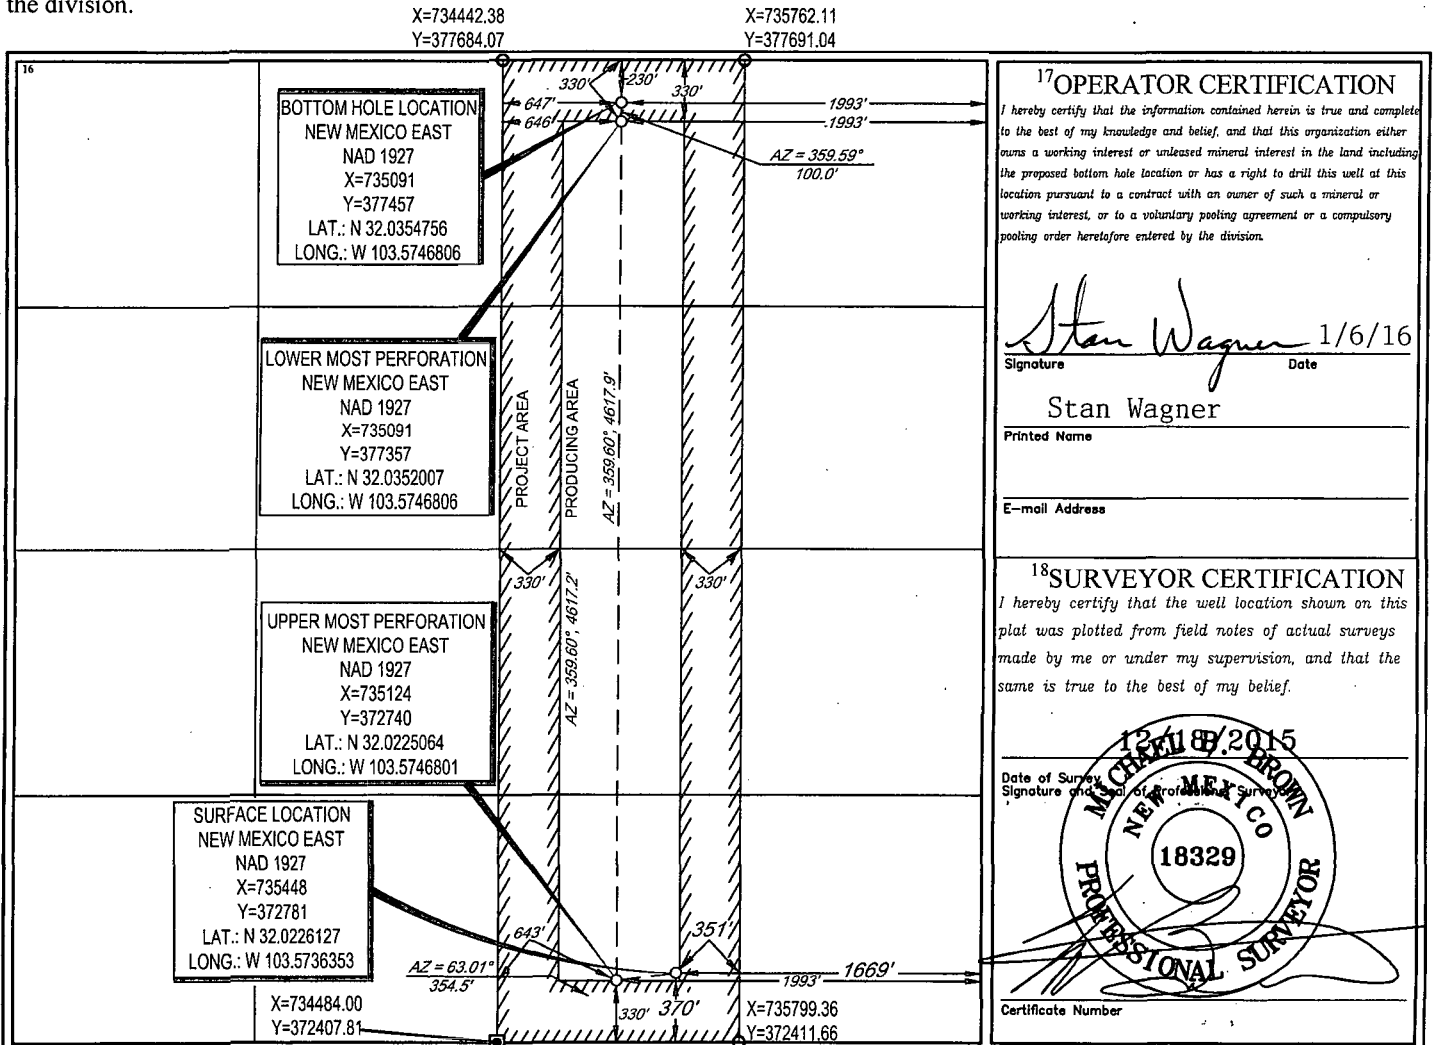 the division.
X=734442.38
Y=377684.07
X=735762.11
Y=377691.04
16
BOTTOM HOLE LOCATION
NEW MEXICO EAST
NAD 1927
X=735091
Y=377457
LAT.: N 32.0354756
LONG.: W 103.5746806
330'
230'
330'
647'
1993'
646'
1993'
AZ = 359.59°
100.0'
LOWER MOST PERFORATION
NEW MEXICO EAST
NAD 1927
X=735091
Y=377357
LAT.: N 32.0352007
LONG.: W 103.5746806
PROJECT AREA
PRODUCING AREA
AZ = 359.60°, 4617.9'
330'
330'
AZ = 359.60°, 4617.2'
UPPER MOST PERFORATION
NEW MEXICO EAST
NAD 1927
X=735124
Y=372740
LAT.: N 32.0225064
LONG.: W 103.5746801
SURFACE LOCATION
NEW MEXICO EAST
NAD 1927
X=735448
Y=372781
LAT.: N 32.0226127
LONG.: W 103.5736353
643'
351'
AZ = 63.01°
354.5'
1669'
1993'
330'
370'
X=734484.00
Y=372407.81
X=735799.36
Y=372411.66
17 OPERATOR CERTIFICATION
I hereby certify that the information contained herein is true and complete
to the best of my knowledge and belief, and that this organization either
owns a working interest or unleased mineral interest in the land including
the proposed bottom hole location or has a right to drill this well at this
location pursuant to a contract with an owner of such a mineral or
working interest, or to a voluntary pooling agreement or a compulsory
pooling order heretofore entered by the division.
Stan Wagner 1/6/16
Signature Date
Stan Wagner
Printed Name
E-mail Address
18 SURVEYOR CERTIFICATION
I hereby certify that the well location shown on this
plat was plotted from field notes of actual surveys
made by me or under my supervision, and that the
same is true to the best of my belief.
12/18/2015
Date of Survey
Signature and Seal of Professional Surveyor
MICHAEL B. BROWN
NEW MEXICO
18329
PROFESSIONAL SURVEYOR
Certificate Number